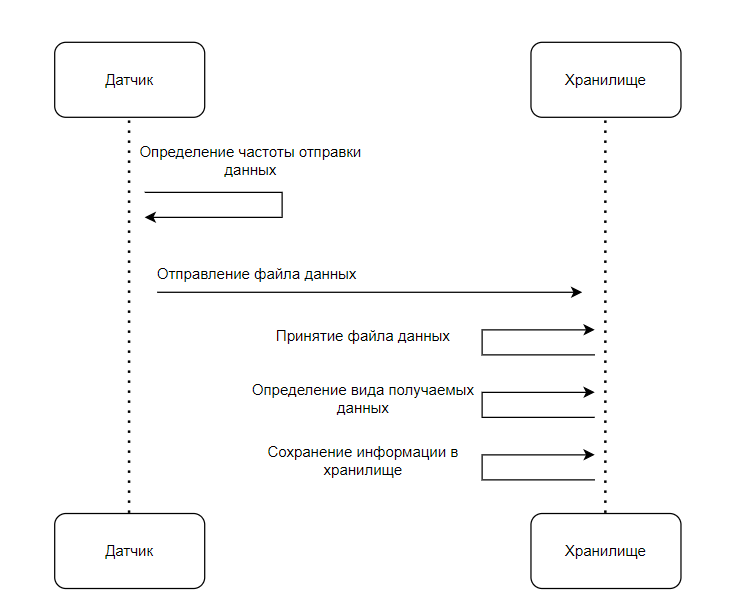 Датчик
Хранилище
Определение частоты отправки
данных
Отправление файла данных
Принятие файла данных
Определение вида получаемых
данных
Сохранение информации в
хранилище
Датчик
Хранилище